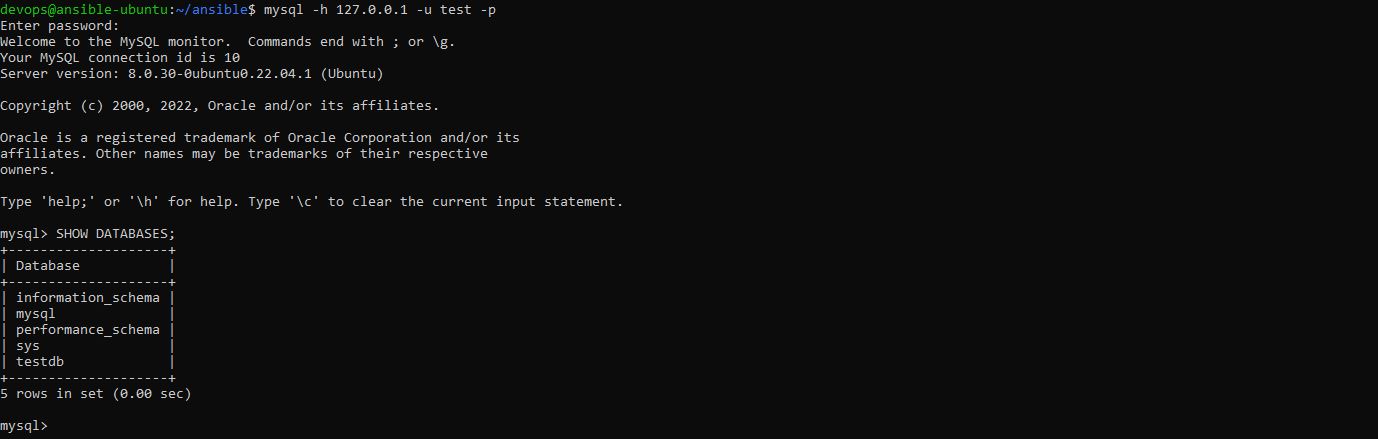 devops@ansible-ubuntu:~/ansible$ mysql -h 127.0.0.1 -u test -p
Enter password:
Welcome to the MySQL monitor.  Commands end with ; or \g.
Your MySQL connection id is 10
Server version: 8.0.30-0ubuntu0.22.04.1 (Ubuntu)
Copyright (c) 2000, 2022, Oracle and/or its affiliates.
Oracle is a registered trademark of Oracle Corporation and/or its
affiliates. Other names may be trademarks of their respective
owners.
Type 'help;' or '\h' for help. Type '\c' to clear the current input statement.
mysql> SHOW DATABASES;
+--------------------+
| Database           |
+--------------------+
| information_schema |
| mysql              |
| performance_schema |
| sys                |
| testdb             |
+--------------------+
5 rows in set (0.00 sec)
mysql>